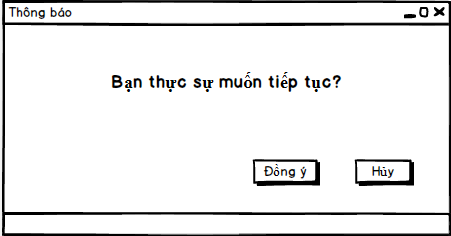 Thông báo
Bạn thực sự muốn tiếp tục?
Đồng ý
Hủy